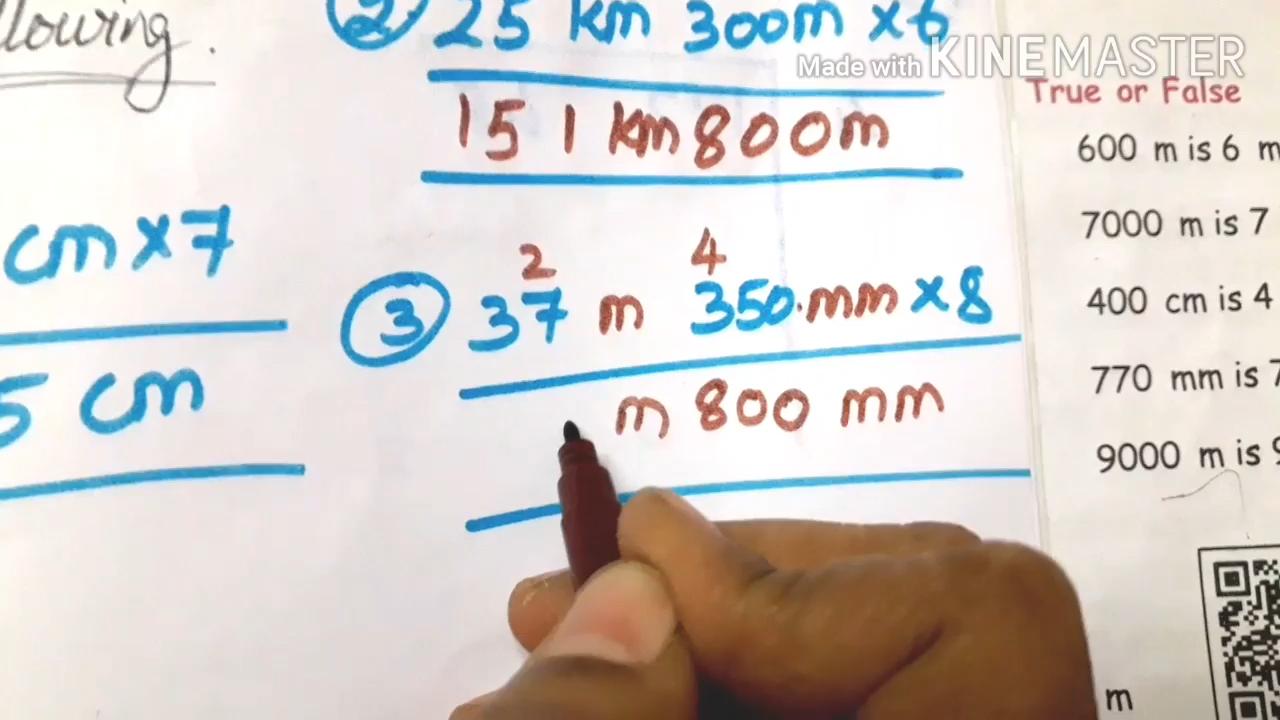 llowing.
② 25 km 300m x 6
151 km 800m
cm x 7
5 cm
2 4
③ 37 m 350 . mm x 8
m 800 mm
Made with KINEMASTER
True or False
600 m is 6 m
7000 m is 7
400 cm is 4
770 mm is 7
9000 m is 9
m